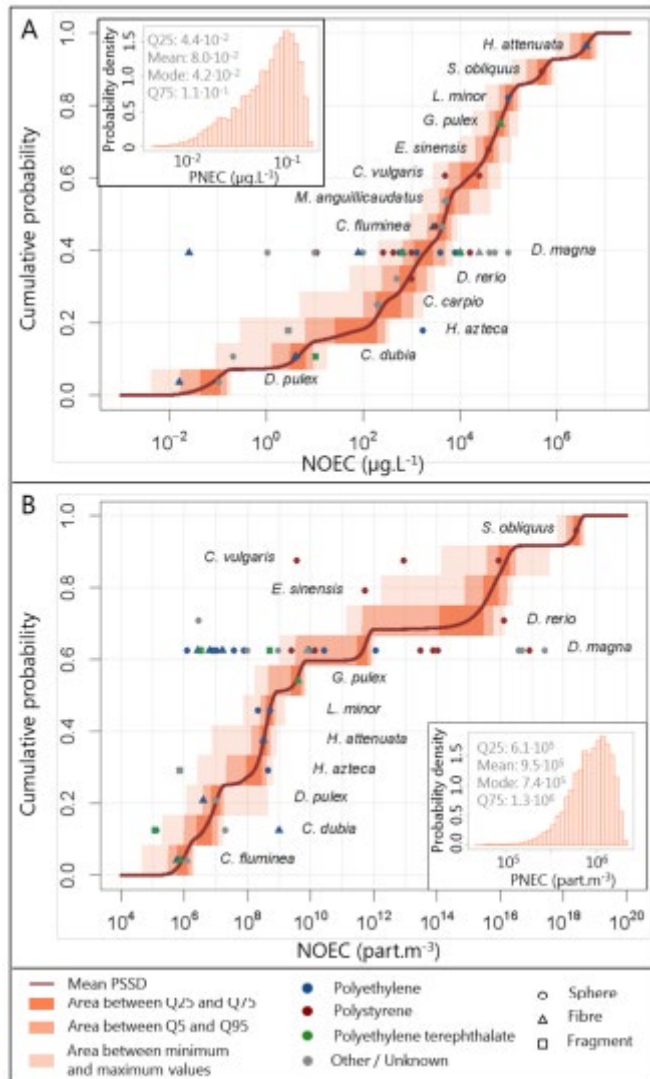 A
Q25: 4.4·10⁻²
Mean: 8.0·10⁻²
Mode: 4.2·10⁻²
Q75: 1.1·10⁻¹
Probability density
0.0 0.5 1.0 1.5
10⁻² 10⁻¹
PNEC (µg.L⁻¹)
Cumulative probability
0.0 0.2 0.4 0.6 0.8 1.0
H. attenuata
S. obliquus
L. minor
G. pulex
E. sinensis
C. vulgaris
M. anguillicaudatus
C. fluminea
D. magna
D. rerio
C. carpio
H. azteca
C. dubia
D. pulex
10⁻² 10⁰ 10² 10⁴ 10⁶
NOEC (µg.L⁻¹)
B
Cumulative probability
0.0 0.2 0.4 0.6 0.8 1.0
S. obliquus
C. vulgaris
E. sinensis
D. rerio
D. magna
G. pulex
L. minor
H. attenuata
H. azteca
D. pulex
C. dubia
C. fluminea
Probability density
0.0 0.5 1.0 1.5
Mean: 9.5·10⁵
Mode: 7.4·10⁵
Q75: 1.3·10⁶
10⁵ 10⁶
PNEC (part.m⁻³)
10⁴ 10⁶ 10⁸ 10¹⁰ 10¹² 10¹⁴ 10¹⁶ 10¹⁸ 10²⁰
NOEC (part.m⁻³)
Mean PSSD
Area between Q25 and Q75
Area between Q5 and Q95
Area between minimum
and maximum values
Polyethylene
Polystyrene
Polyethylene terephthalate
Other / Unknown
Sphere
Fibre
Fragment